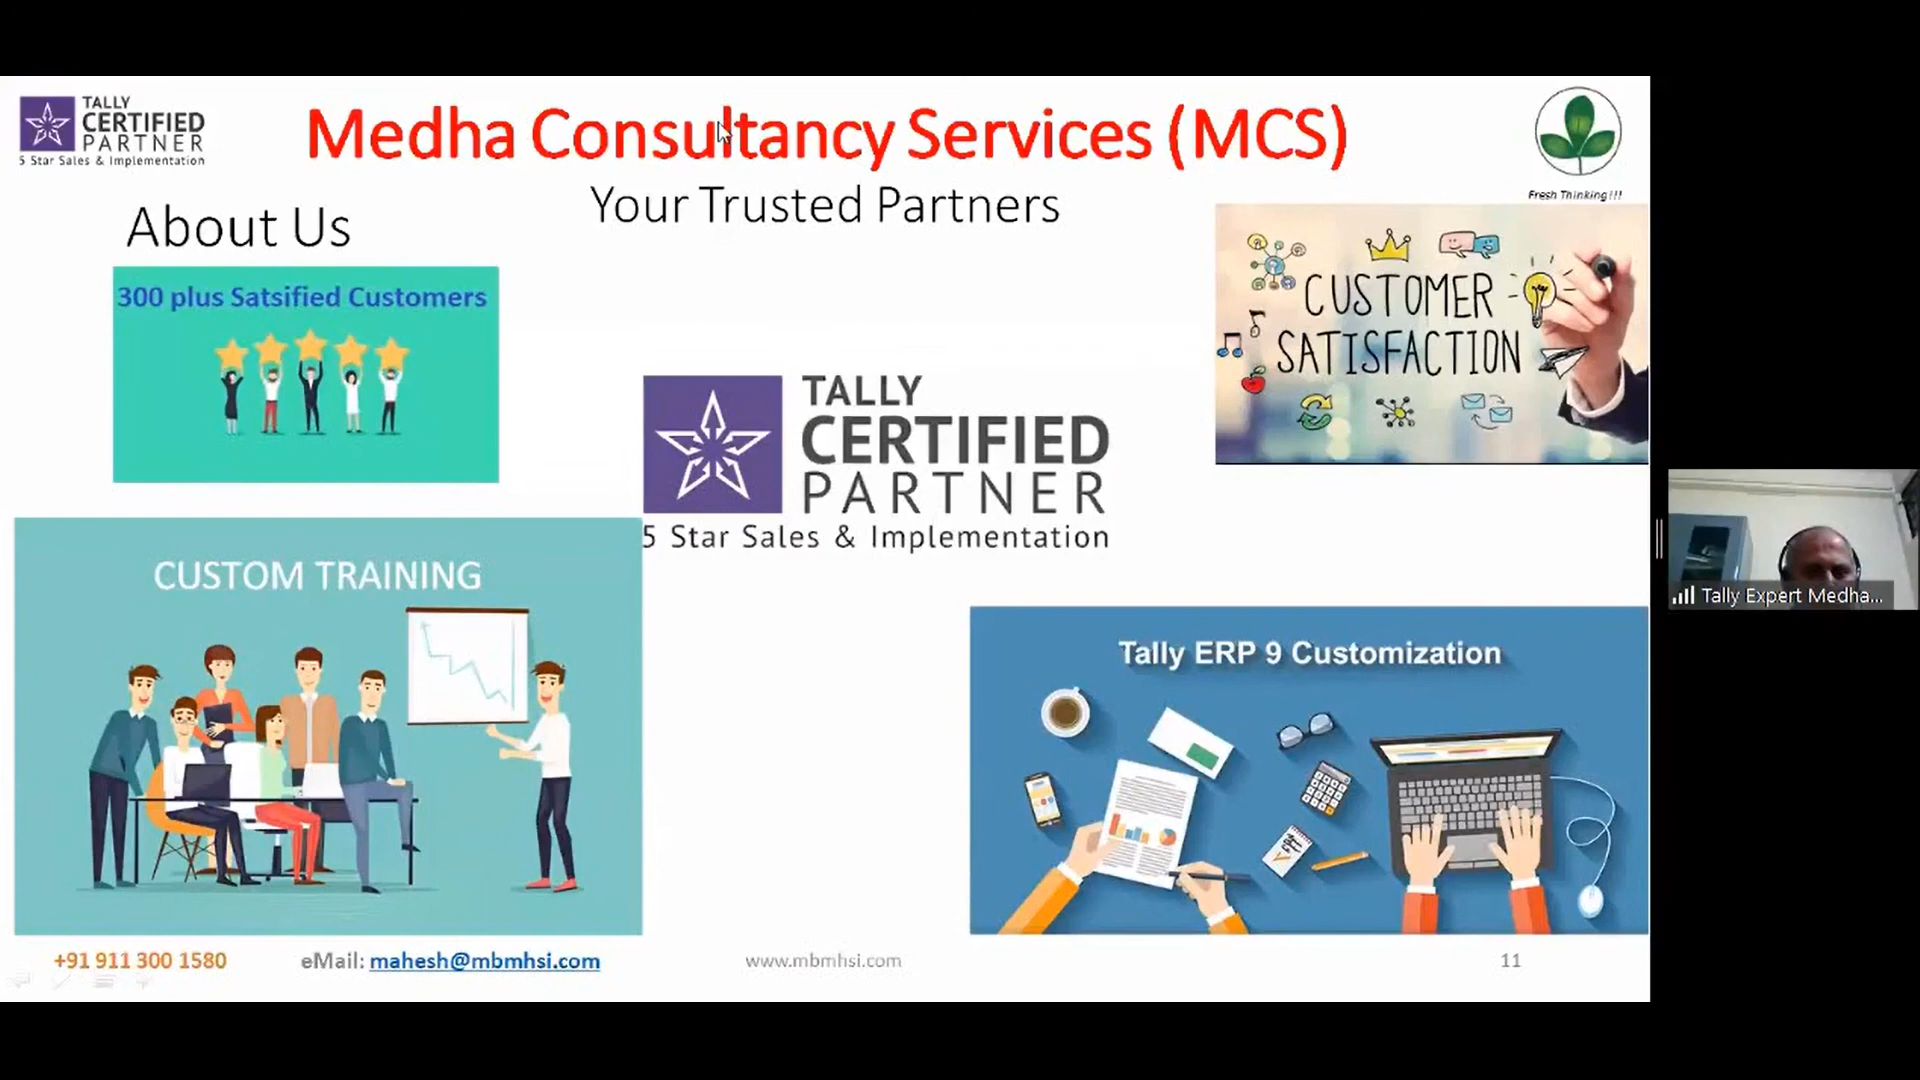 TALLY
CERTIFIED
PARTNER
5 Star Sales & Implementation
Medha Consultancy Services (MCS)
Your Trusted Partners
Fresh Thinking!!!
About Us
300 plus Satsified Customers
CUSTOMER
SATISFACTION
TALLY
CERTIFIED
PARTNER
5 Star Sales & Implementation
CUSTOM TRAINING
Tally ERP 9 Customization
Tally Expert Medha...
+91 911 300 1580
eMail: mahesh@mbmhsi.com
www.mbmhsi.com
11